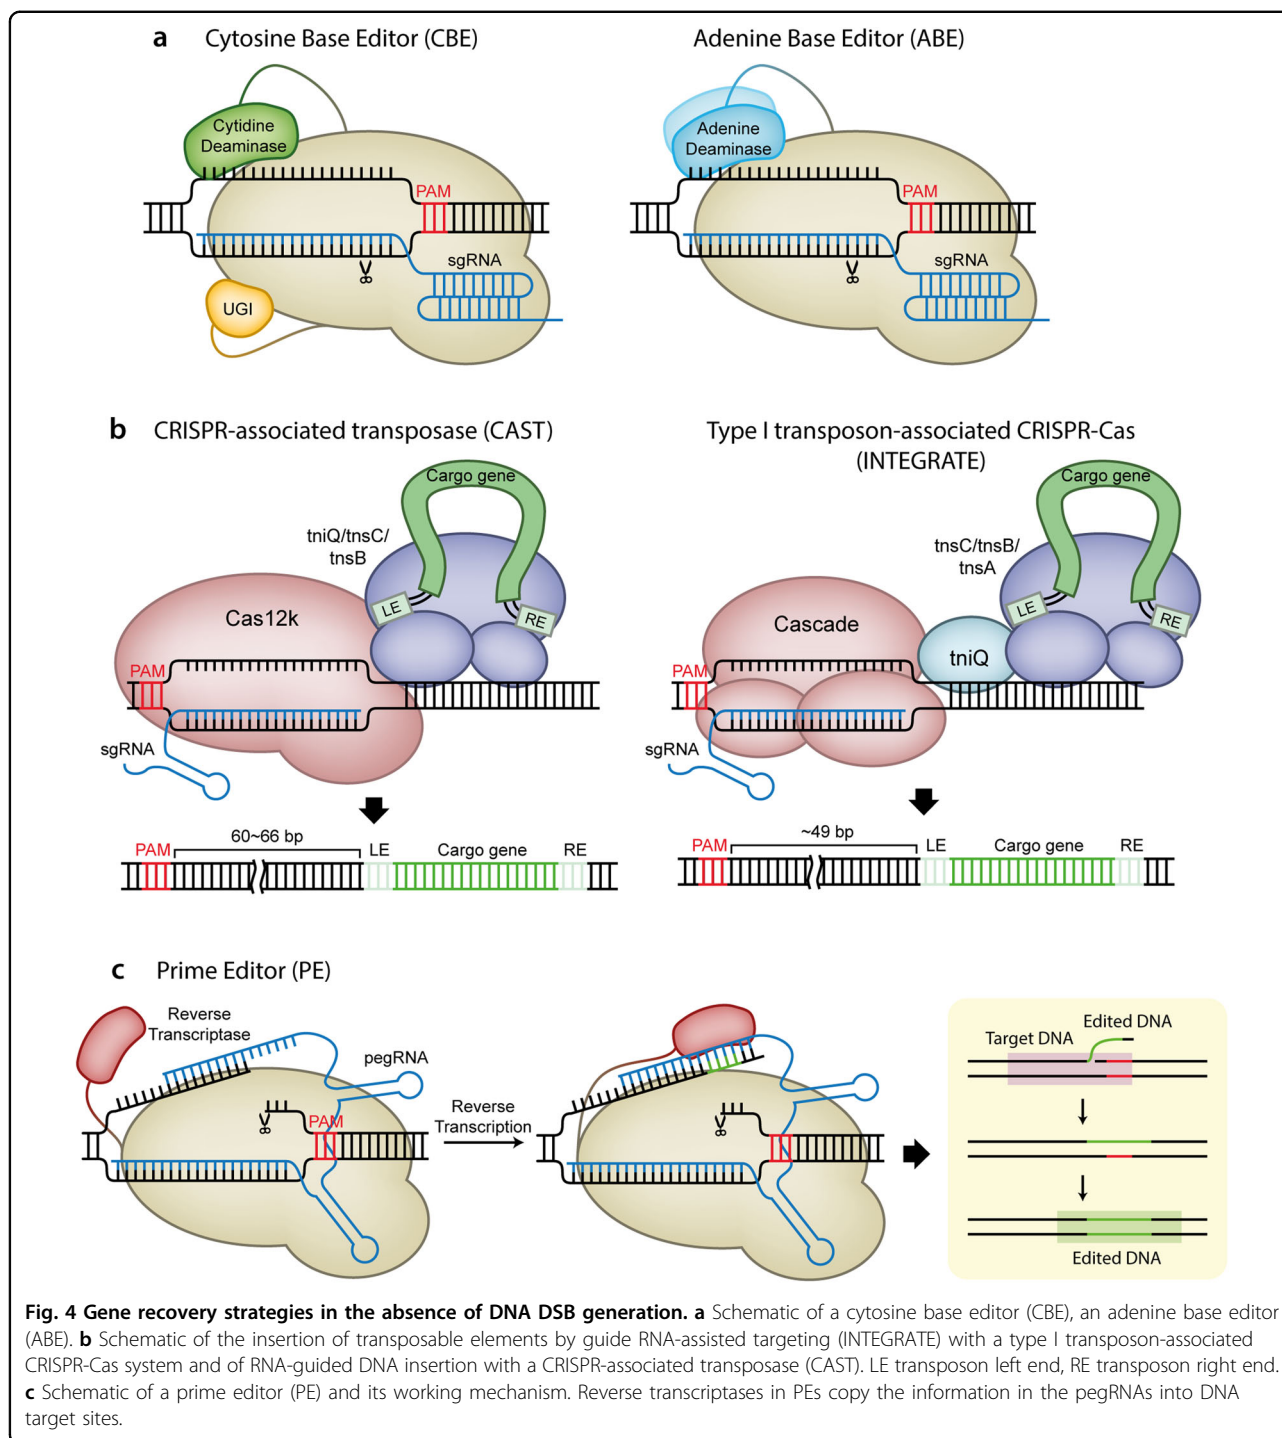 a Cytosine Base Editor (CBE)
Adenine Base Editor (ABE)
Cytidine
Deaminase
PAM
sgRNA
UGI
Adenine
Deaminase
PAM
sgRNA
b CRISPR-associated transposase (CAST)
Type I transposon-associated CRISPR-Cas
(INTEGRATE)
Cargo gene
tniQ/tnsC/
tnsB
LE
RE
Cas12k
PAM
sgRNA
60~66 bp
PAM
LE
Cargo gene
RE
Cargo gene
tnsC/tnsB/
tnsA
LE
RE
Cascade
tniQ
PAM
sgRNA
~49 bp
PAM
LE
Cargo gene
RE
c Prime Editor (PE)
Reverse
Transcriptase
pegRNA
PAM
Reverse
Transcription
Edited DNA
Target DNA
Edited DNA
Fig. 4 Gene recovery strategies in the absence of DNA DSB generation. a Schematic of a cytosine base editor (CBE), an adenine base editor
(ABE). b Schematic of the insertion of transposable elements by guide RNA-assisted targeting (INTEGRATE) with a type I transposon-associated
CRISPR-Cas system and of RNA-guided DNA insertion with a CRISPR-associated transposase (CAST). LE transposon left end, RE transposon right end.
c Schematic of a prime editor (PE) and its working mechanism. Reverse transcriptases in PEs copy the information in the pegRNAs into DNA
target sites.